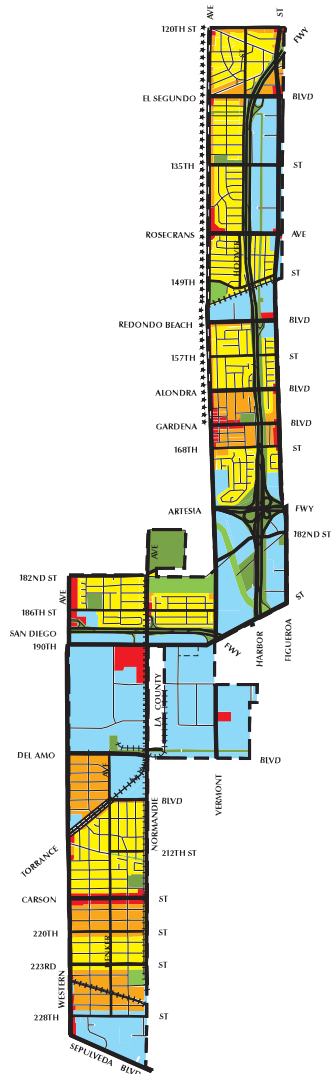 AVE ST
120TH ST FWY
EL SEGUNDO BLVD
135TH ST
ROSECRANS AVE
HOOVER
149TH ST
REDONDO BEACH BLVD
157TH ST
ALONDRA BLVD
GARDENA BLVD
168TH ST
ARTESIA FWY
182ND ST
AVE
182ND ST
AVE
186TH ST ST
SAN DIEGO FWY
190TH
HARBOR
FIGUEROA
LA COUNTY
DEL AMO BLVD
VERMONT
AVE
BLVD
NORMANDIE
TORRANCE
212TH ST
CARSON ST
220TH ST
DENKER
223RD ST
WESTERN
228TH ST
SEPULVEDA BLVD